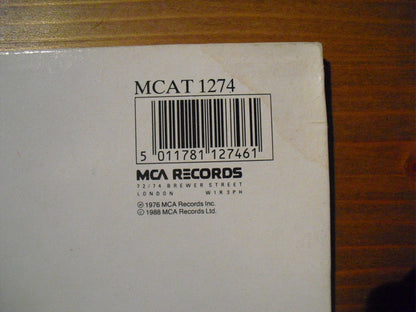 MCAT 1274
5 011781 127461
MCA RECORDS
72/74 BREWER STREET
LONDON W1R 3PH
℗ 1976 MCA Records Inc.
© 1988 MCA Records Ltd.